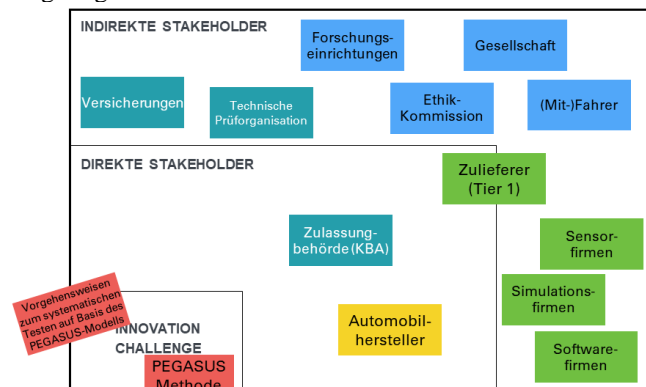 INDIREKTE STAKEHOLDER
Forschungs-
einrichtungen
Gesellschaft
Versicherungen
Technische
Prüforganisation
Ethik-
Kommission
(Mit-)Fahrer
DIREKTE STAKEHOLDER
Zulieferer
(Tier 1)
Zulassung-
behörde (KBA)
Sensor-
firmen
Simulations-
firmen
Vorgehensweisen
zum systematischen
Testen auf Basis des
PEGASUS-Modells
INNOVATION
CHALLENGE
Automobil-
hersteller
Software-
firmen
PEGASUS
Methode